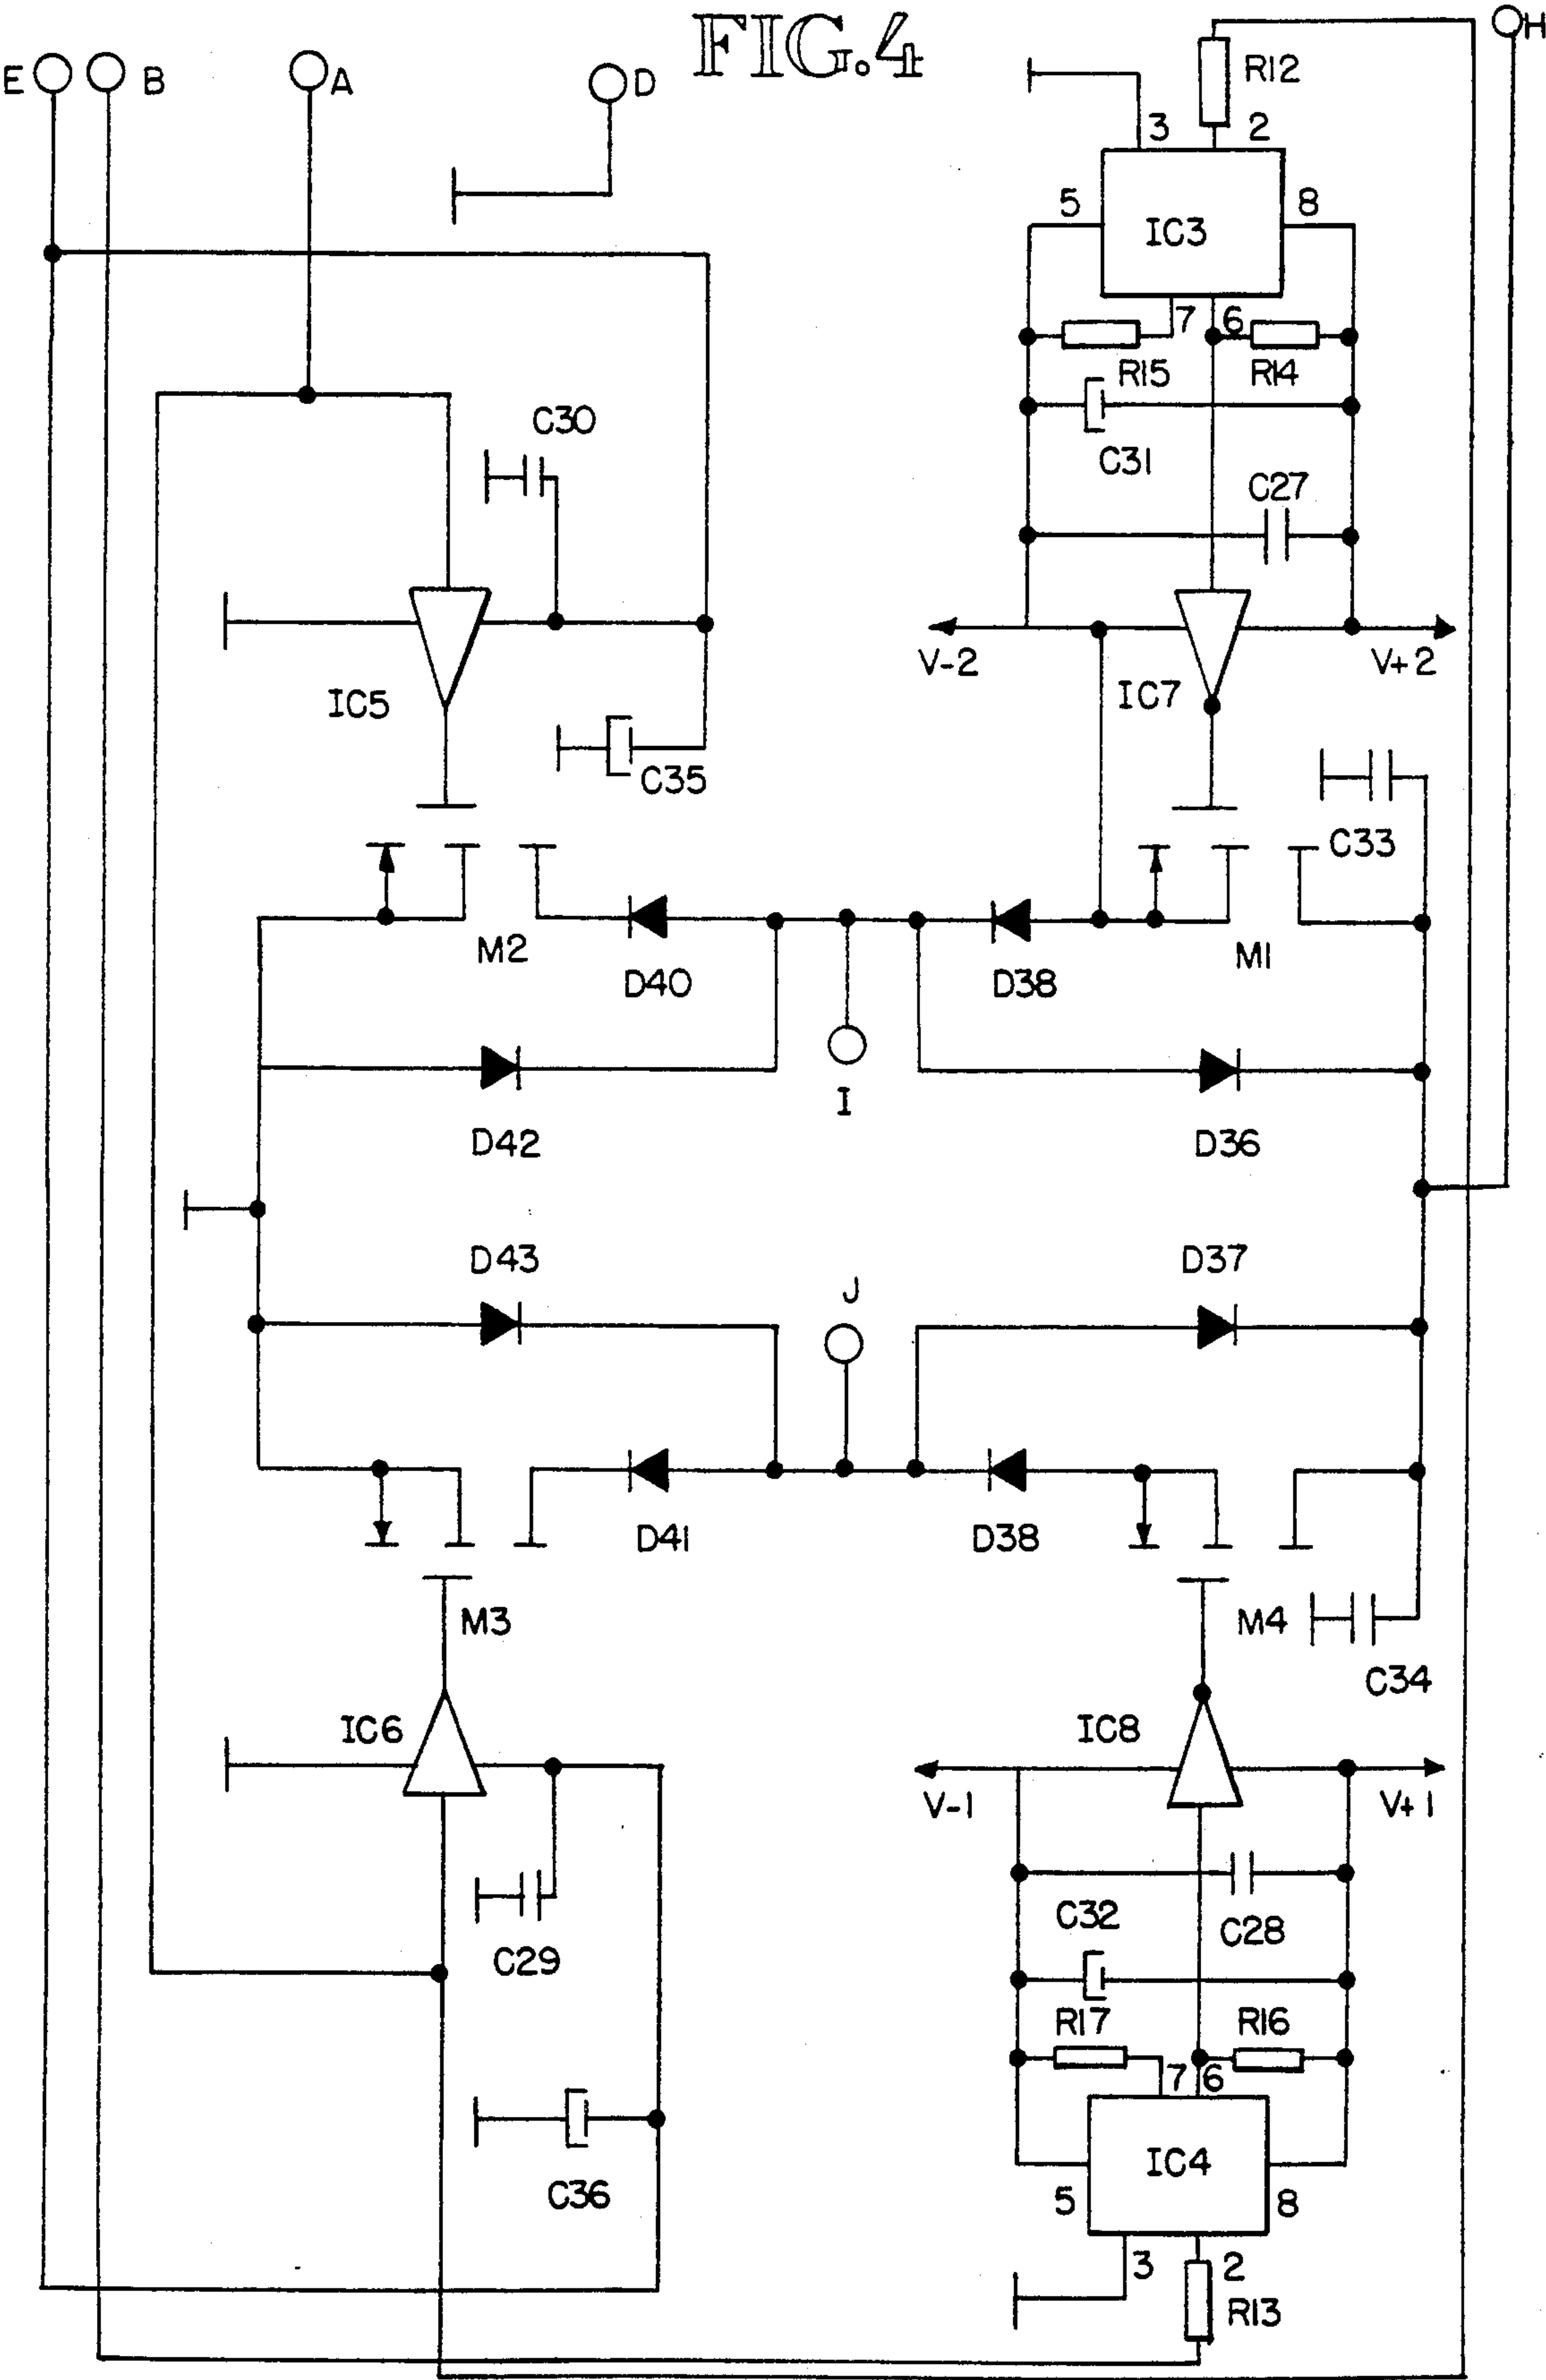 FIG.4
H
E
B
A
D
R12
3
2
5
IC3
8
7
6
R15
R14
C30
C31
C27
V-2
V+2
IC5
IC7
C35
C33
M2
M1
D40
D38
I
D42
D36
D43
D37
J
D41
D38
M3
M4
C34
IC6
IC8
V-1
V+1
C32
C28
C29
R17
R16
7
6
IC4
C36
5
8
3
2
R13